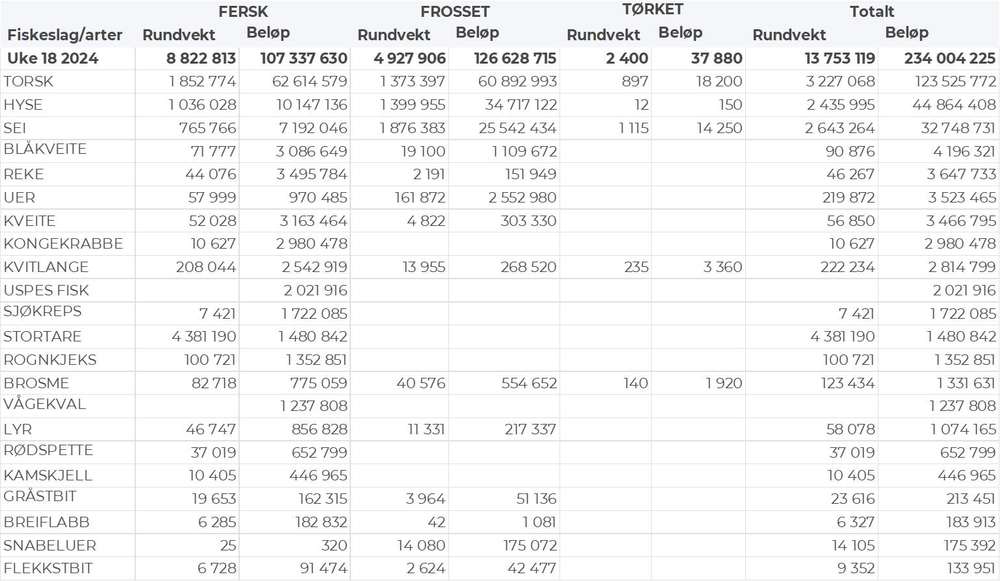 FERSK FROSSET TØRKET Totalt
Fiskeslag/arter Rundvekt Beløp Rundvekt Beløp Rundvekt Beløp Rundvekt Beløp
Uke 18 2024 8 822 813 107 337 630 4 927 906 126 628 715 2 400 37 880 13 753 119 234 004 225
TORSK 1 852 774 62 614 579 1 373 397 60 892 993 897 18 200 3 227 068 123 525 772
HYSE 1 036 028 10 147 136 1 399 955 34 717 122 12 150 2 435 995 44 864 408
SEI 765 766 7 192 046 1 876 383 25 542 434 1 115 14 250 2 643 264 32 748 731
BLÅKVEITE 71 777 3 086 649 19 100 1 109 672 90 876 4 196 321
REKE 44 076 3 495 784 2 191 151 949 46 267 3 647 733
UER 57 999 970 485 161 872 2 552 980 219 872 3 523 465
KVEITE 52 028 3 163 464 4 822 303 330 56 850 3 466 795
KONGEKRABBE 10 627 2 980 478 10 627 2 980 478
KVITLANGE 208 044 2 542 919 13 955 268 520 235 3 360 222 234 2 814 799
USPES FISK 2 021 916 2 021 916
SJØKREPS 7 421 1 722 085 7 421 1 722 085
STORTARE 4 381 190 1 480 842 4 381 190 1 480 842
ROGNKJEKS 100 721 1 352 851 100 721 1 352 851
BROSME 82 718 775 059 40 576 554 652 140 1 920 123 434 1 331 631
VÅGEKVAL 1 237 808 1 237 808
LYR 46 747 856 828 11 331 217 337 58 078 1 074 165
RØDSPETTE 37 019 652 799 37 019 652 799
KAMSKJELL 10 405 446 965 10 405 446 965
GRÅSTBIT 19 653 162 315 3 964 51 136 23 616 213 451
BREIFLABB 6 285 182 832 42 1 081 6 327 183 913
SNABELUER 25 320 14 080 175 072 14 105 175 392
FLEKKSTBIT 6 728 91 474 2 624 42 477 9 352 133 951